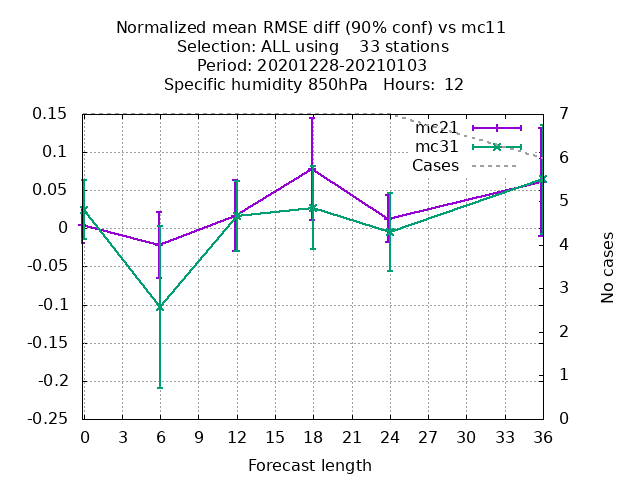 Normalized mean RMSE diff (90% conf) vs mc11
Selection: ALL using    33 stations
Period: 20201228-20210103
Specific humidity 850hPa   Hours:  12
0.15
0.1
0.05
0
-0.05
-0.1
-0.15
-0.2
-0.25
mc21
mc31
Cases
7
6
5
4
3
2
1
0
No cases
0 3 6 9 12 15 18 21 24 27 30 33 36
Forecast length